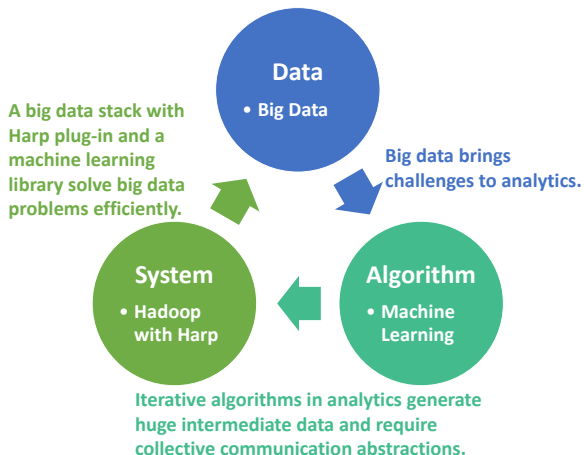 Data
• Big Data
A big data stack with
Harp plug-in and a
machine learning
library solve big data
problems efficiently.
Big data brings
challenges to analytics.
System
• Hadoop
with Harp
Algorithm
• Machine
Learning
Iterative algorithms in analytics generate
huge intermediate data and require
collective communication abstractions.